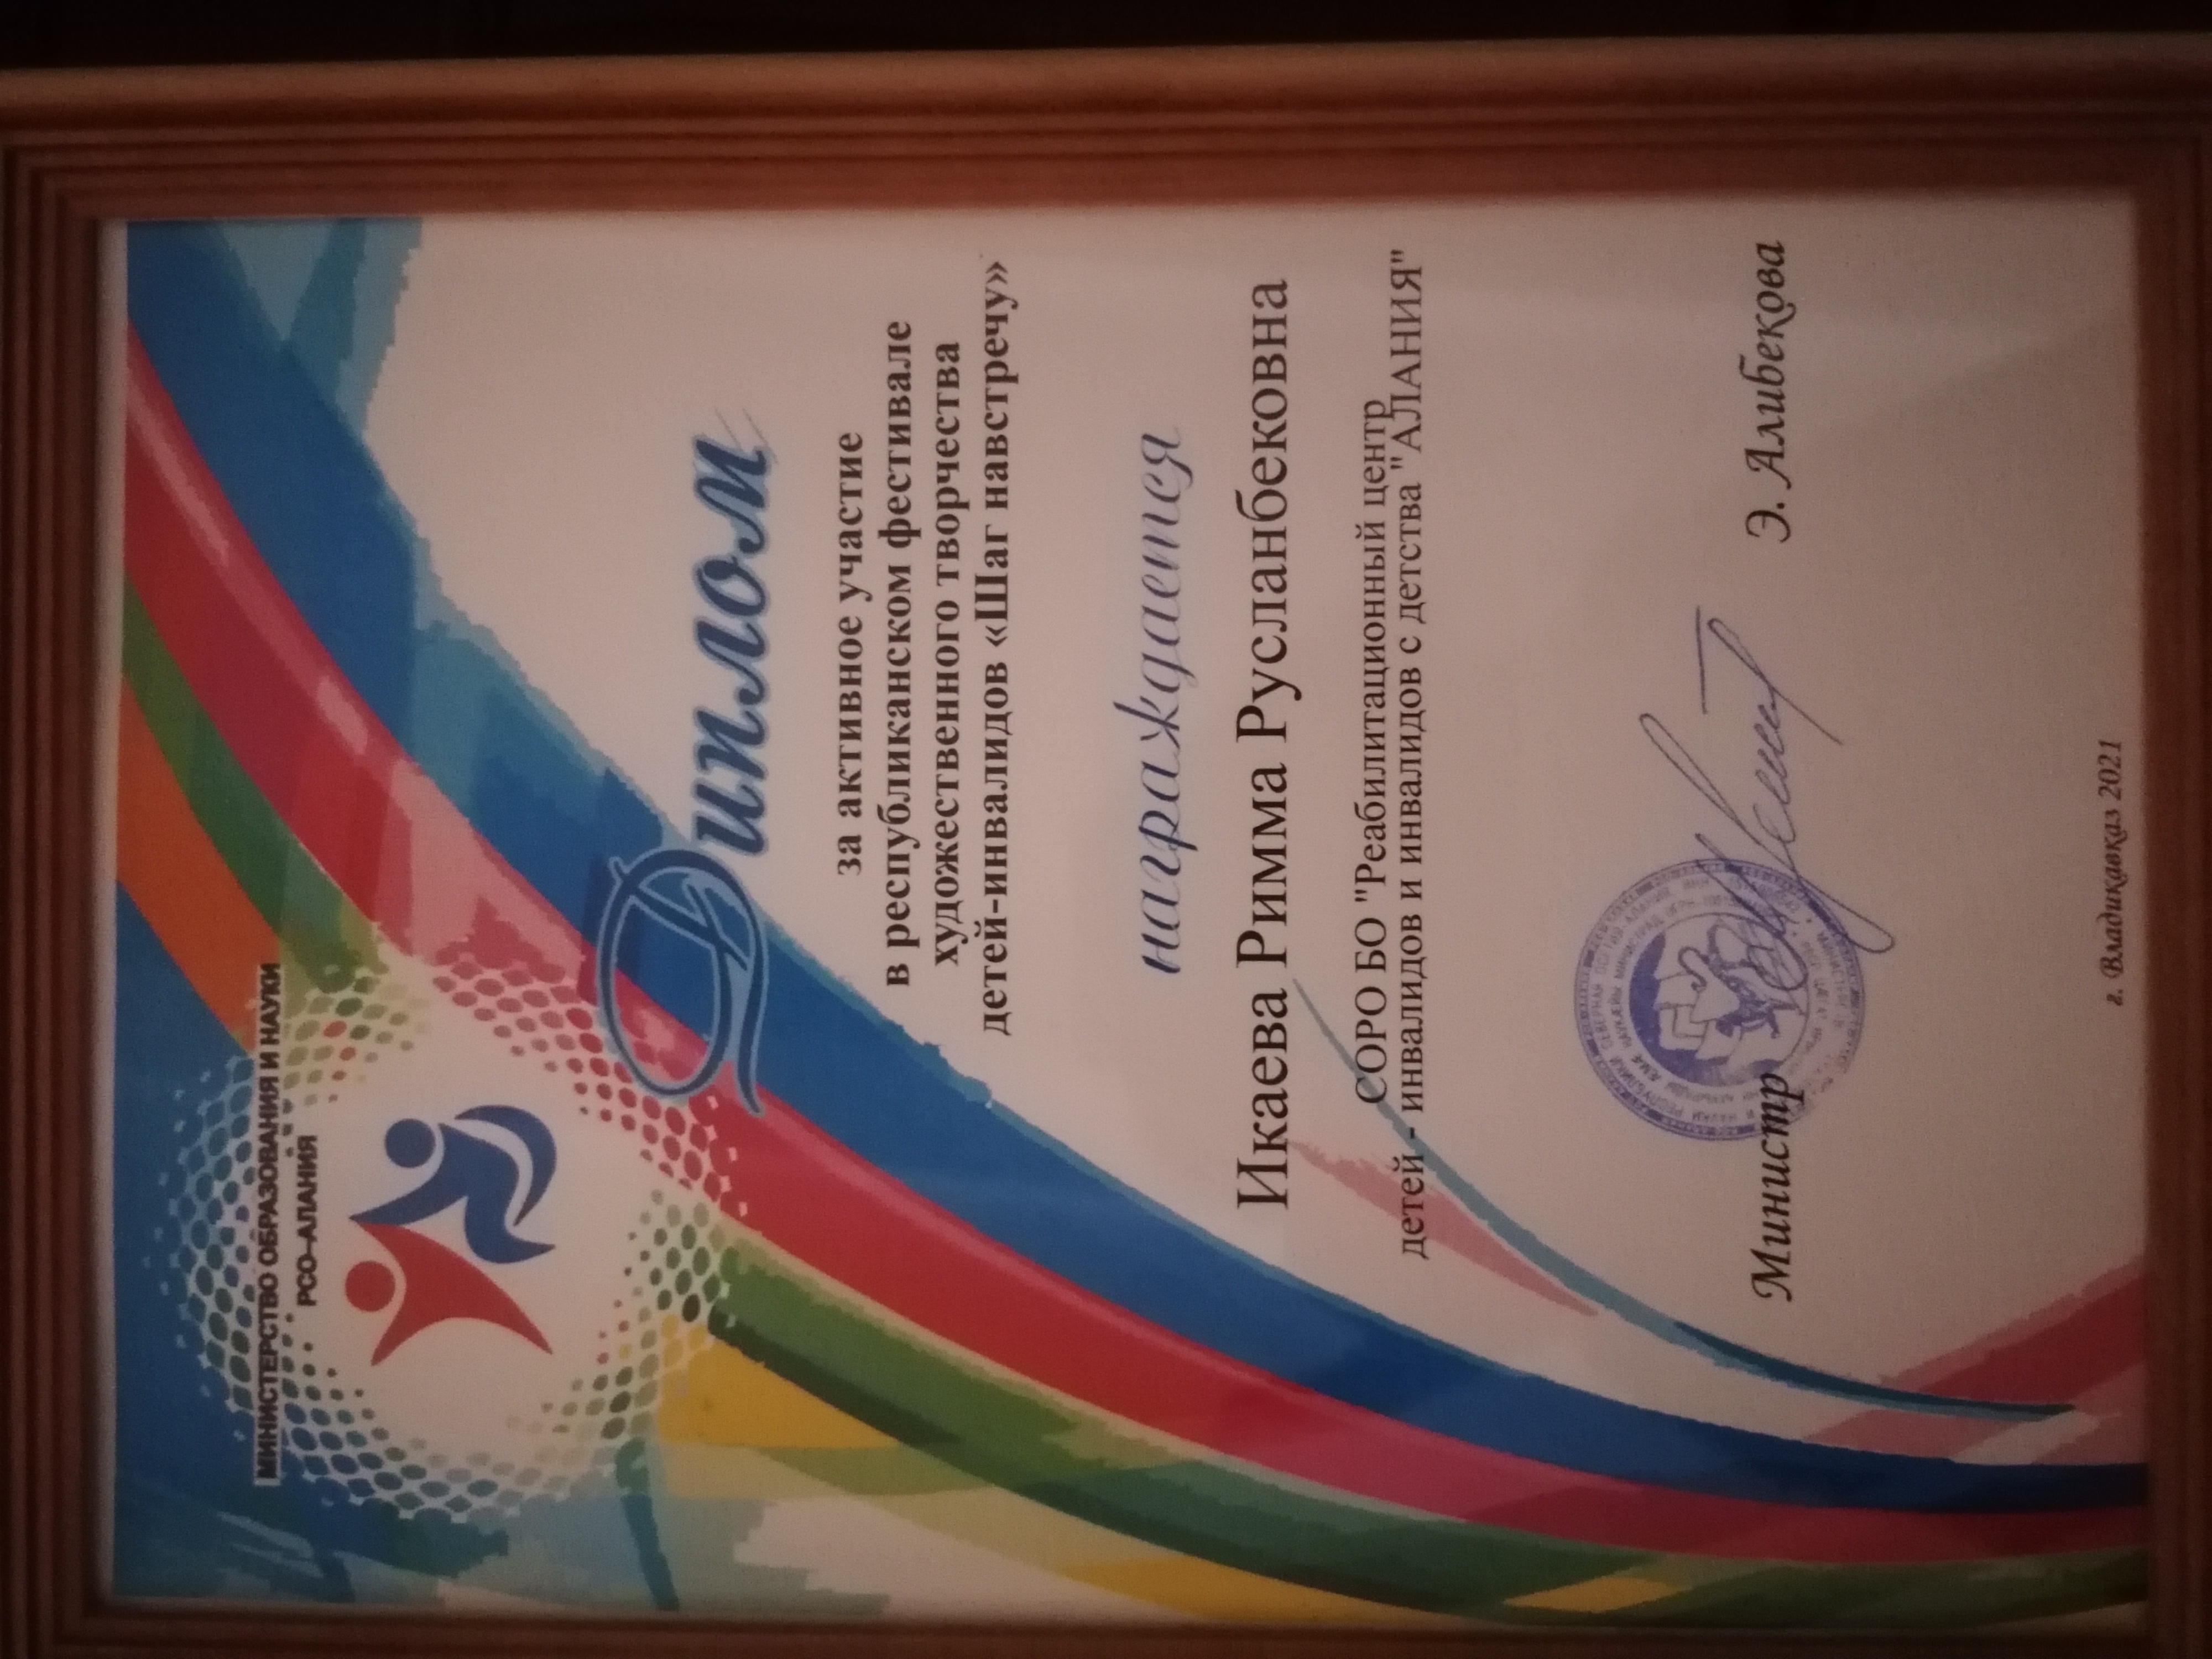 МИНИСТЕРСТВО ОБРАЗОВАНИЯ И НАУКИ
РСО–АЛАНИЯ
Диплом
за активное участие
в республиканском фестивале
художественного творчества
детей-инвалидов «Шаг навстречу»
награждается
Икаева Римма Русланбековна
СОРО БО "Реабилитационный центр
детей - инвалидов и инвалидов с детства "АЛАНИЯ"
Министр Э. Алибекова
г. Владикавказ 2021